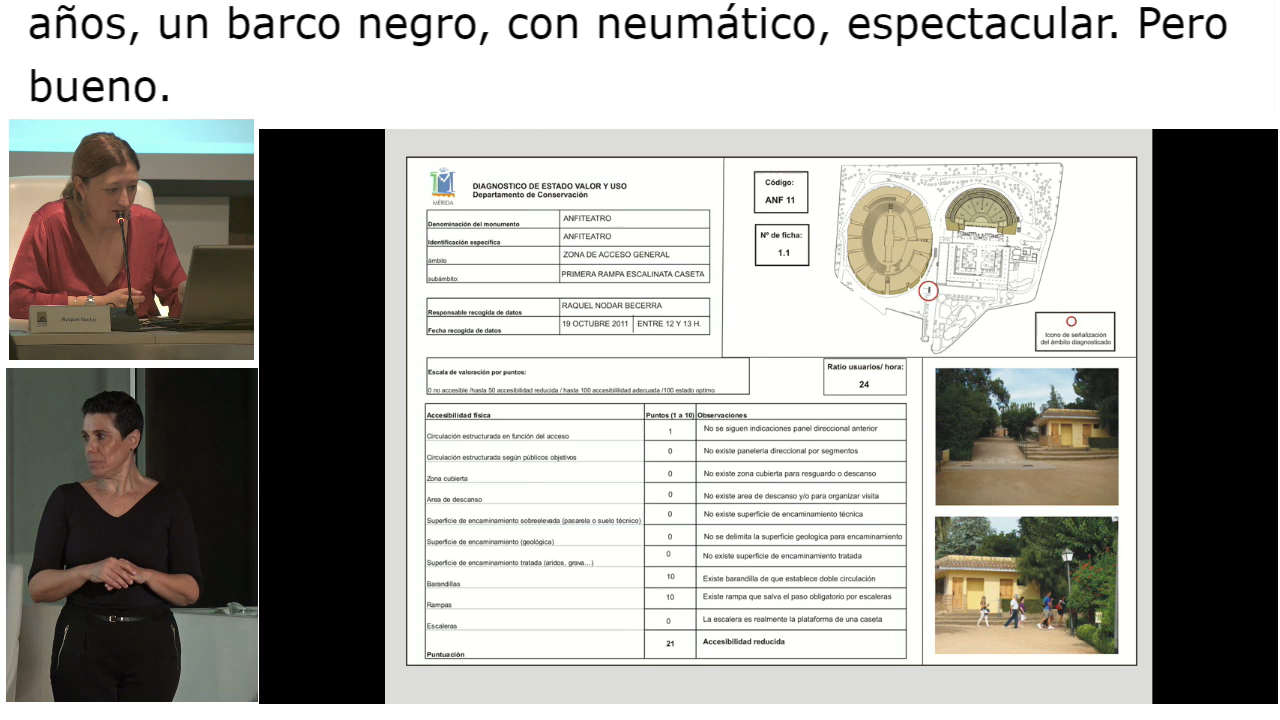 años, un barco negro, con neumático, espectacular. Pero
bueno.
Raquel Nodar
MÉRIDA
DIAGNOSTICO DE ESTADO VALOR Y USO
Departamento de Conservación
Denominación del monumento ANFITEATRO
Identificación específica ANFITEATRO
ámbito ZONA DE ACCESO GENERAL
subámbito: PRIMERA RAMPA ESCALINATA CASETA
Responsable recogida de datos RAQUEL NODAR BECERRA
Fecha recogida de datos 19 OCTUBRE 2011 ENTRE 12 Y 13 H.
Código:
ANF 11
Nº de ficha:
1.1
Icono de señalización
del ámbito diagnosticado
Escala de valoración por puntos:
0 no accesible /hasta 50 accesibilidad reducida / hasta 100 accesibilidad adecuada /100 estado optimo
Ratio usuarios/ hora:
24
Accesibilidad física Puntos (1 a 10) Observaciones
Circulación estructurada en función del acceso 1 No se siguen indicaciones panel direccional anterior
Circulación estructurada según públicos objetivos 0 No existe paneleria direccional por segmentos
Zona cubierta 0 No existe zona cubierta para resguardo o descanso
Area de descanso 0 No existe area de descanso y/o para organizar visita
Superficie de encaminamiento sobreelevada (pasarela o suelo técnico) 0 No existe superficie de encaminamiento técnica
Superficie de encaminamiento (geológica) 0 No se delimita la superficie geologica para encaminamiento
Superficie de encaminamiento tratada (aridos, grava...) 0 No existe superficie de encaminamiento tratada
Barandillas 10 Existe barandilla de que establece doble circulación
Rampas 10 Existe rampa que salva el paso obligatorio por escaleras
Escaleras 0 La escalera es realmente la plataforma de una caseta
Puntuación 21 Accesibilidad reducida